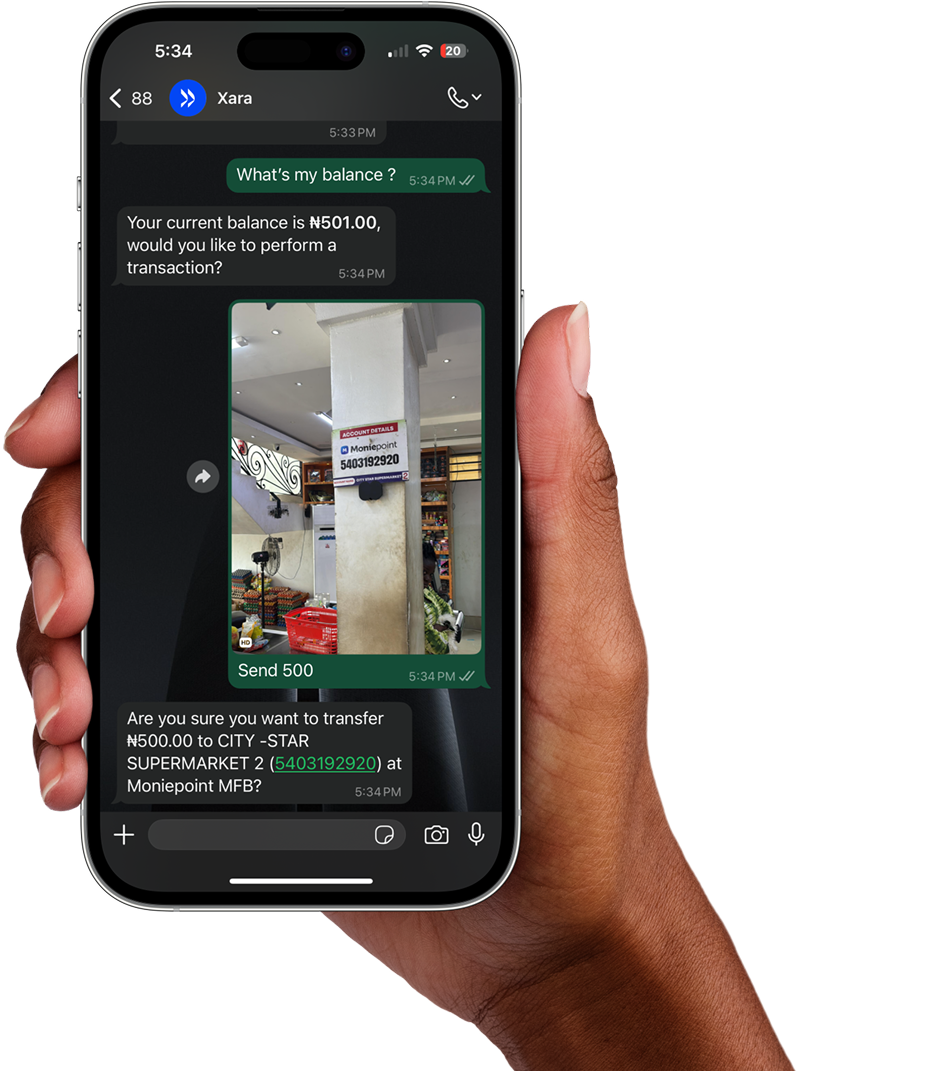 5:34
20
88
Xara
5:33 PM
What's my balance ?
5:34 PM
Your current balance is ₦501.00,
would you like to perform a
transaction?
5:34 PM
ACCOUNT DETAILS
Moniepoint
5403192920
CITY STAR SUPERMARKET 2
HD
Send 500
5:34 PM
Are you sure you want to transfer
₦500.00 to CITY -STAR
SUPERMARKET 2 (5403192920) at
Moniepoint MFB?
5:34 PM